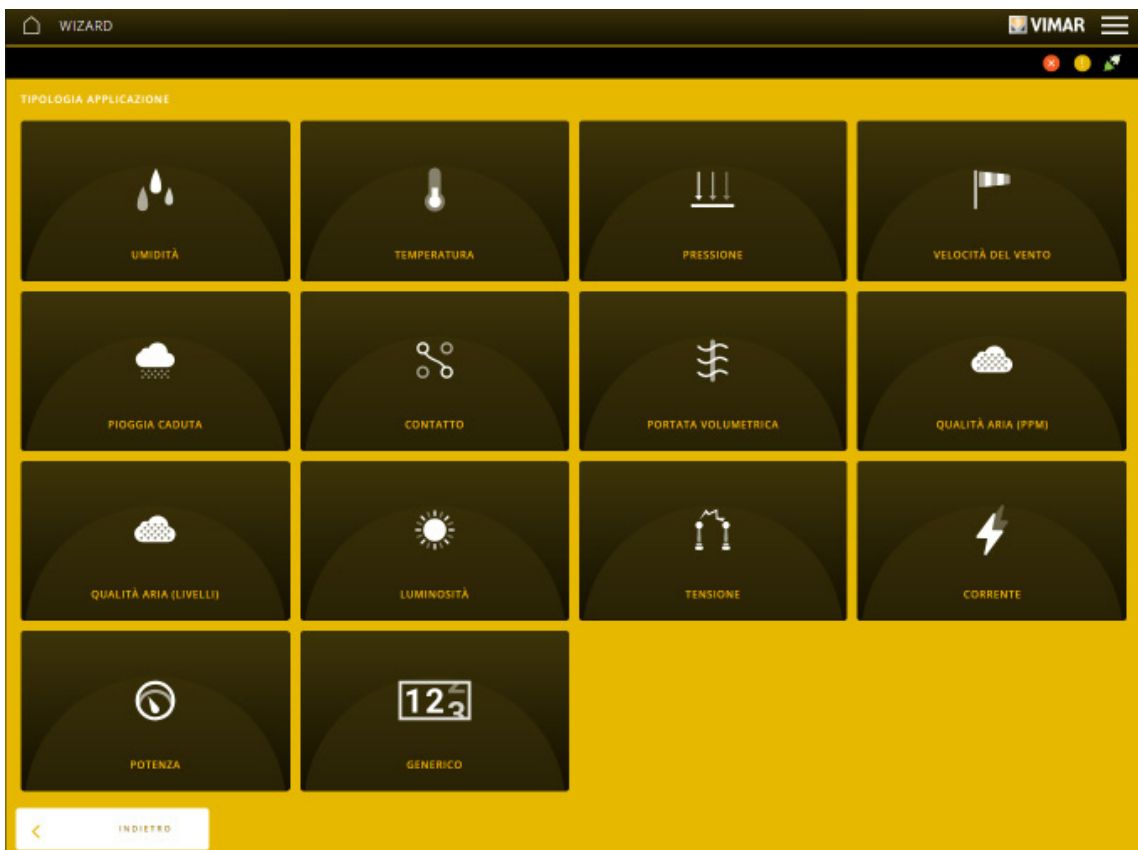 WIZARD
VIMAR
TIPOLOGIA APPLICAZIONE
UMIDITÀ
TEMPERATURA
PRESSIONE
VELOCITÀ DEL VENTO
PIOGGIA CADUTA
CONTATTO
PORTATA VOLUMETRICA
QUALITÀ ARIA (PPM)
QUALITÀ ARIA (LIVELLI)
LUMINOSITÀ
TENSIONE
CORRENTE
123
POTENZA
GENERICO
INDIETRO